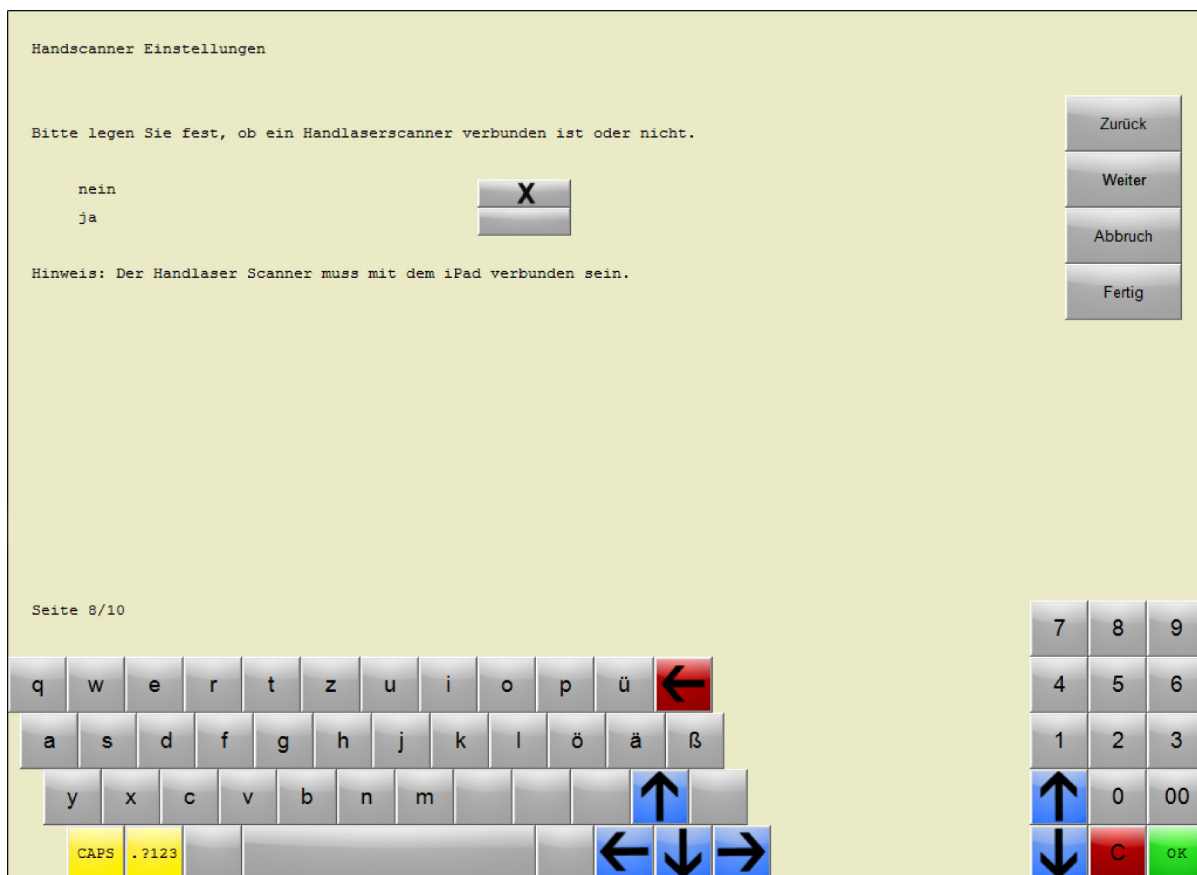 Handscanner Einstellungen
Bitte legen Sie fest, ob ein Handlaserscanner verbunden ist oder nicht.
nein X
ja
Hinweis: Der Handlaser Scanner muss mit dem iPad verbunden sein.
Zurück
Weiter
Abbruch
Fertig
Seite 8/10
7 8 9
q w e r t z u i o p ü ← 4 5 6
a s d f g h j k l ö ä ß 1 2 3
y x c v b n m ↑ ↑ 0 00
CAPS .?123 ← ↓ → ↓ C OK